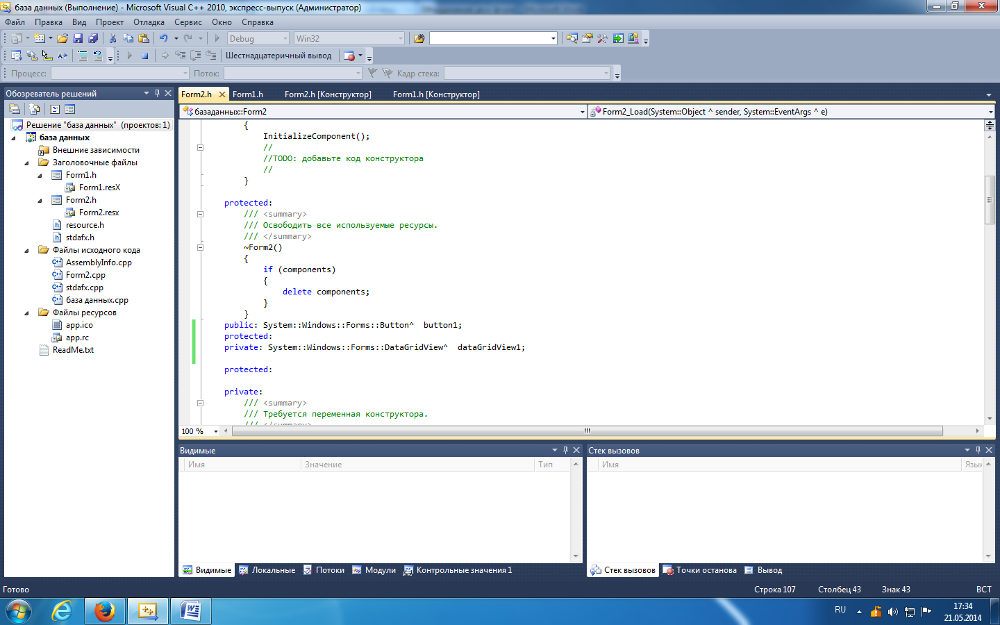 база данных (Выполнение) - Microsoft Visual C++ 2010, экспресс-выпуск (Администратор)
Файл Правка Вид Проект Отладка Сервис Окно Справка
Debug Win32
Шестнадцатеричный вывод
Процесс: Поток: Кадр стека:
Обозреватель решений
Form2.h Form1.h Form2.h [Конструктор] Form1.h [Конструктор]
базаданных::Form2 Form2_Load(System::Object ^ sender, System::EventArgs ^ e)
Решение "база данных" (проектов: 1)
база данных
Внешние зависимости
Заголовочные файлы
Form1.h
Form1.resX
Form2.h
Form2.resx
resource.h
stdafx.h
Файлы исходного кода
AssemblyInfo.cpp
Form2.cpp
stdafx.cpp
база данных.cpp
Файлы ресурсов
app.ico
app.rc
ReadMe.txt
{
InitializeComponent();
//
//TODO: добавьте код конструктора
//
}
protected:
/// <summary>
/// Освободить все используемые ресурсы.
/// </summary>
~Form2()
{
if (components)
{
delete components;
}
}
public: System::Windows::Forms::Button^  button1;
protected:
private: System::Windows::Forms::DataGridView^  dataGridView1;
protected:
private:
/// <summary>
/// Требуется переменная конструктора.
/// </summary>
100 %
Видимые
Имя Значение Тип
Стек вызовов
Имя Язык
Видимые Локальные Потоки Модули Контрольные значения 1
Стек вызовов Точки останова Вывод
Готово Строка 107 Столбец 43 Знак 43 ВСТ
RU 17:34
21.05.2014